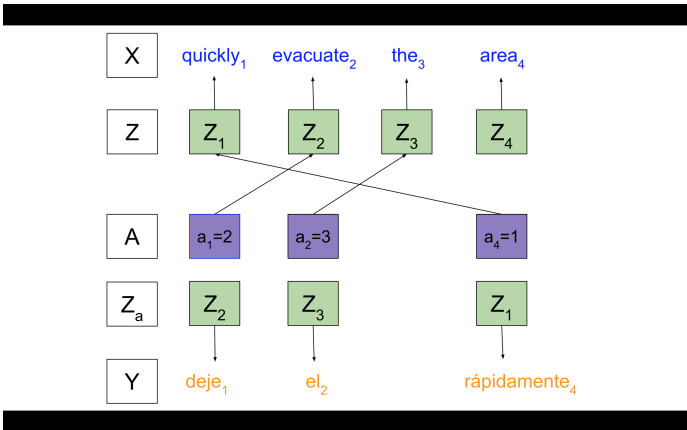 X quickly₁ evacuate₂ the₃ area₄
Z Z₁ Z₂ Z₃ Z₄
A a₁=2 a₂=3 a₄=1
Zₐ Z₂ Z₃ Z₁
Y deje₁ el₂ rápidamente₄